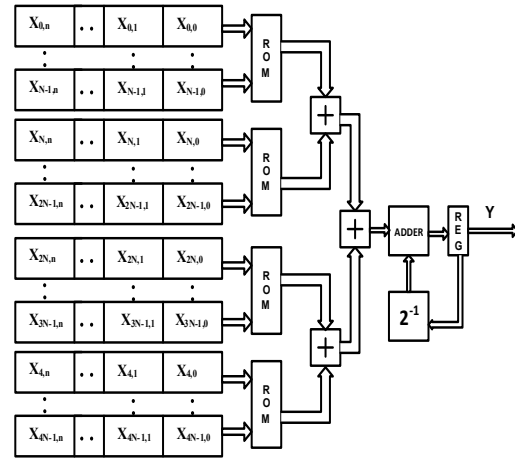 X0,n .. X0,1 X0,0
XN-1,n .. XN-1,1 XN-1,0
ROM
XN,n .. XN,1 XN,0
X2N-1,n .. X2N-1,1 X2N-1,0
ROM
X2N,n .. X2N,1 X2N,0
X3N-1,n .. X3N-1,1 X3N-1,0
ROM
X4,n .. X4,1 X4,0
X4N-1,n .. X4N-1,1 X4N-1,0
ROM
+
+
+
ADDER
REG
Y
2-1